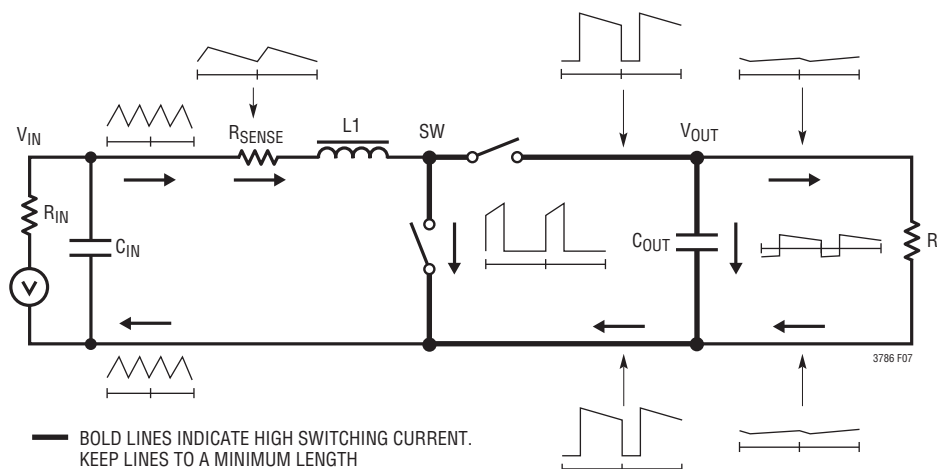 V_IN
R_SENSE
L1
SW
V_OUT
R_IN
C_IN
C_OUT
V
R
3786 F07
BOLD LINES INDICATE HIGH SWITCHING CURRENT.
KEEP LINES TO A MINIMUM LENGTH